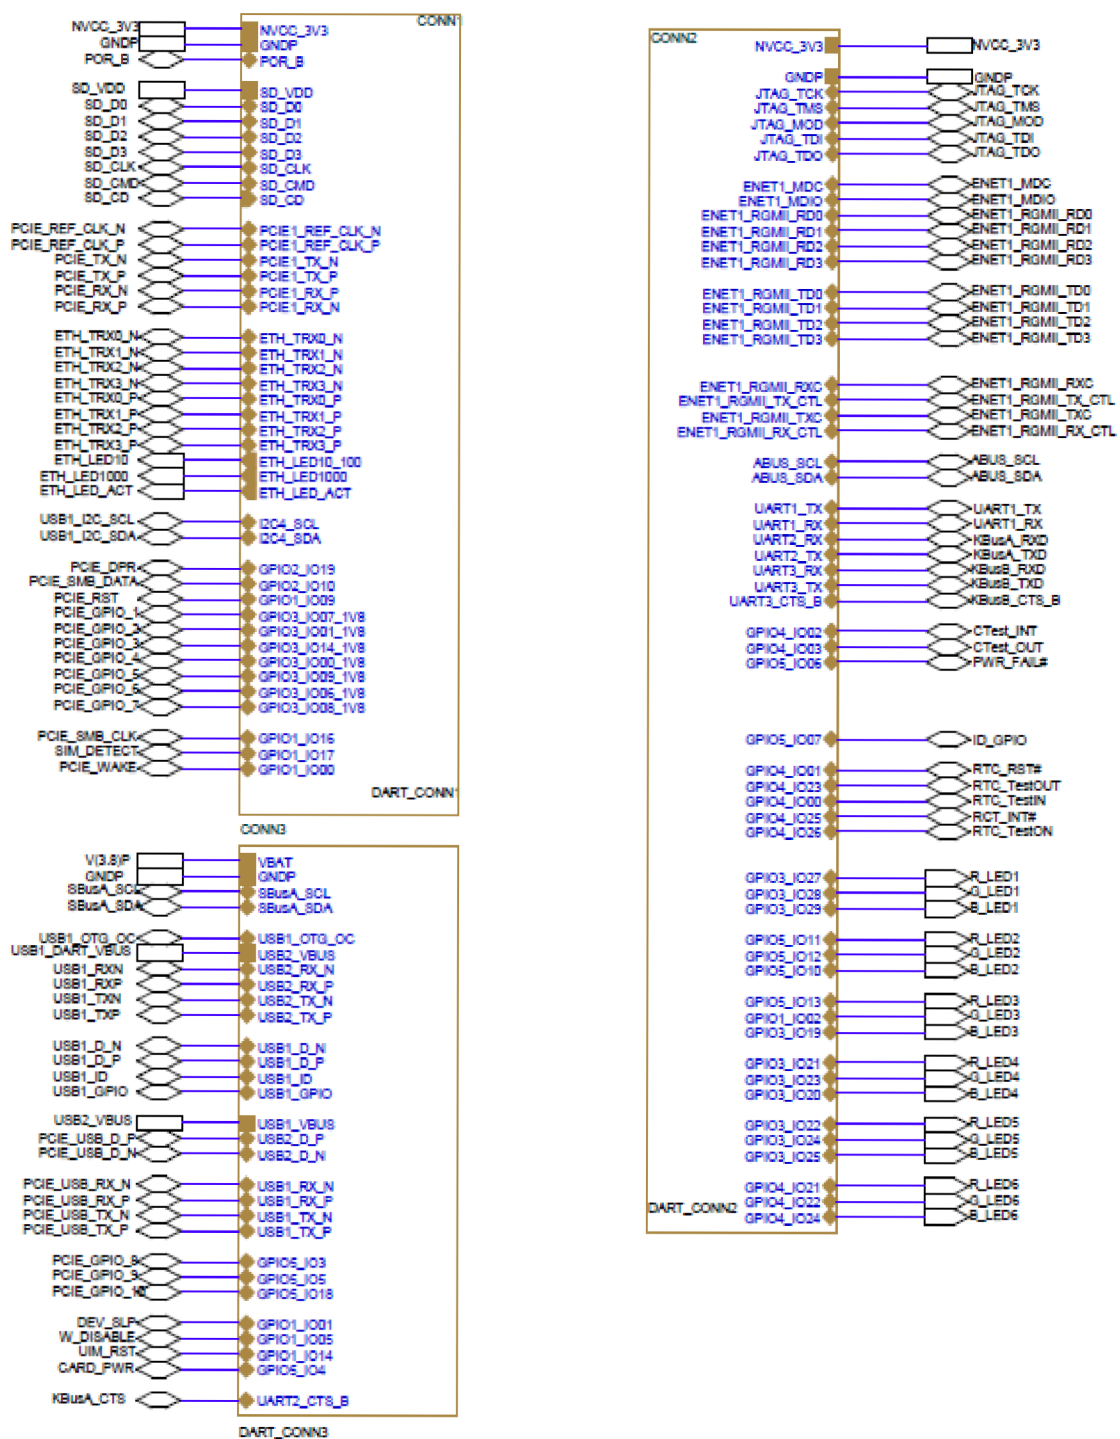 CONN1
NVCC_3V3 NVCC_3V3
GNDP GNDP
POR_B POR_B
SD_VDD SD_VDD
SD_D0 SD_D0
SD_D1 SD_D1
SD_D2 SD_D2
SD_D3 SD_D3
SD_CLK SD_CLK
SD_CMD SD_CMD
SD_CD SD_CD
PCIE_REF_CLK_N PCIE1_REF_CLK_N
PCIE_REF_CLK_P PCIE1_REF_CLK_P
PCIE_TX_N PCIE1_TX_N
PCIE_TX_P PCIE1_TX_P
PCIE_RX_N PCIE1_RX_P
PCIE_RX_P PCIE1_RX_N
ETH_TRX0_N ETH_TRX0_N
ETH_TRX1_N ETH_TRX1_N
ETH_TRX2_N ETH_TRX2_N
ETH_TRX3_N ETH_TRX3_N
ETH_TRX0_P ETH_TRX0_P
ETH_TRX1_P ETH_TRX1_P
ETH_TRX2_P ETH_TRX2_P
ETH_TRX3_P ETH_TRX3_P
ETH_LED10 ETH_LED10_100
ETH_LED1000 ETH_LED1000
ETH_LED_ACT ETH_LED_ACT
USB1_I2C_SCL I2C4_SCL
USB1_I2C_SDA I2C4_SDA
PCIE_DPR GPIO2_IO19
PCIE_SMB_DATA GPIO2_IO10
PCIE_RST GPIO1_IO09
PCIE_GPIO_1 GPIO3_IO07_1V8
PCIE_GPIO_2 GPIO3_IO01_1V8
PCIE_GPIO_3 GPIO3_IO14_1V8
PCIE_GPIO_4 GPIO3_IO00_1V8
PCIE_GPIO_5 GPIO3_IO09_1V8
PCIE_GPIO_6 GPIO3_IO06_1V8
PCIE_GPIO_7 GPIO3_IO08_1V8
PCIE_SMB_CLK GPIO1_IO16
SIM_DETECT GPIO1_IO17
PCIE_WAKE GPIO1_IO00
DART_CONN1
CONN3
V(3.8)P VBAT
GNDP GNDP
SBusA_SCL SBusA_SCL
SBusA_SDA SBusA_SDA
USB1_OTG_OC USB1_OTG_OC
USB1_DART_VBUS USB2_VBUS
USB1_RXN USB2_RX_N
USB1_RXP USB2_RX_P
USB1_TXN USB2_TX_N
USB1_TXP USB2_TX_P
USB1_D_N USB1_D_N
USB1_D_P USB1_D_P
USB1_ID USB1_ID
USB1_GPIO USB1_GPIO
USB2_VBUS USB1_VBUS
PCIE_USB_D_P USB2_D_P
PCIE_USB_D_N USB2_D_N
PCIE_USB_RX_N USB1_RX_N
PCIE_USB_RX_P USB1_RX_P
PCIE_USB_TX_N USB1_TX_N
PCIE_USB_TX_P USB1_TX_P
PCIE_GPIO_8 GPIO5_IO3
PCIE_GPIO_9 GPIO5_IO5
PCIE_GPIO_10 GPIO5_IO18
DEV_SLP GPIO1_IO01
W_DISABLE GPIO1_IO05
UIM_RST GPIO1_IO14
CARD_PWR GPIO5_IO4
KBusA_CTS UART2_CTS_B
DART_CONN3
CONN2
NVCC_3V3 NVCC_3V3
GNDP GNDP
JTAG_TCK JTAG_TCK
JTAG_TMS JTAG_TMS
JTAG_MOD JTAG_MOD
JTAG_TDI JTAG_TDI
JTAG_TDO JTAG_TDO
ENET1_MDC ENET1_MDC
ENET1_MDIO ENET1_MDIO
ENET1_RGMII_RD0 ENET1_RGMII_RD0
ENET1_RGMII_RD1 ENET1_RGMII_RD1
ENET1_RGMII_RD2 ENET1_RGMII_RD2
ENET1_RGMII_RD3 ENET1_RGMII_RD3
ENET1_RGMII_TD0 ENET1_RGMII_TD0
ENET1_RGMII_TD1 ENET1_RGMII_TD1
ENET1_RGMII_TD2 ENET1_RGMII_TD2
ENET1_RGMII_TD3 ENET1_RGMII_TD3
ENET1_RGMII_RXC ENET1_RGMII_RXC
ENET1_RGMII_TX_CTL ENET1_RGMII_TX_CTL
ENET1_RGMII_TXC ENET1_RGMII_TXC
ENET1_RGMII_RX_CTL ENET1_RGMII_RX_CTL
ABUS_SCL ABUS_SCL
ABUS_SDA ABUS_SDA
UART1_TX UART1_TX
UART1_RX UART1_RX
UART2_RX KBusA_RXD
UART2_TX KBusA_TXD
UART3_RX KBusB_RXD
UART3_TX KBusB_TXD
UART3_CTS_B KBusB_CTS_B
GPIO4_IO02 CTest_INT
GPIO4_IO03 CTest_OUT
GPIO5_IO06 PWR_FAIL#
GPIO5_IO07 ID_GPIO
GPIO4_IO01 RTC_RST#
GPIO4_IO23 RTC_TestOUT
GPIO4_IO00 RTC_TestIN
GPIO4_IO25 RCT_INT#
GPIO4_IO26 RTC_TestON
GPIO3_IO27 R_LED1
GPIO3_IO28 G_LED1
GPIO3_IO29 B_LED1
GPIO5_IO11 R_LED2
GPIO5_IO12 G_LED2
GPIO5_IO10 B_LED2
GPIO5_IO13 R_LED3
GPIO1_IO02 G_LED3
GPIO3_IO19 B_LED3
GPIO3_IO21 R_LED4
GPIO3_IO23 G_LED4
GPIO3_IO20 B_LED4
GPIO3_IO22 R_LED5
GPIO3_IO24 G_LED5
GPIO3_IO25 B_LED5
GPIO4_IO21 R_LED6
GPIO4_IO22 G_LED6
GPIO4_IO24 B_LED6
DART_CONN2